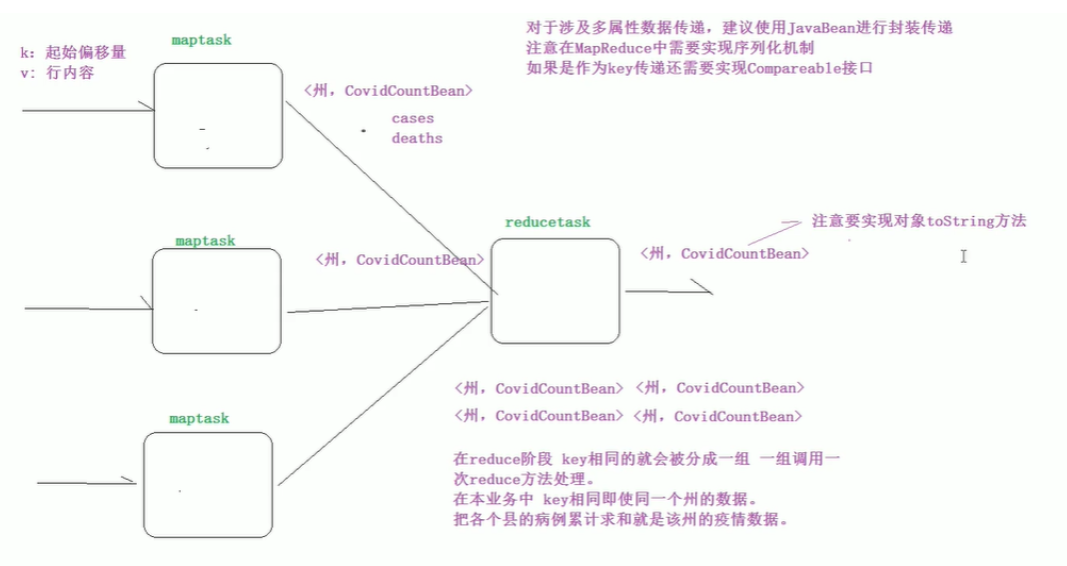 对于涉及多属性数据传递，建议使用JavaBean进行封装传递
注意在MapReduce中需要实现序列化机制
如果是作为key传递还需要实现Compareable接口
k：起始偏移量
v：行内容
maptask
<州，CovidCountBean>
cases
deaths
reducetask
注意要实现对象toString方法
maptask
<州，CovidCountBean>
<州，CovidCountBean>
<州，CovidCountBean> <州，CovidCountBean>
<州，CovidCountBean> <州，CovidCountBean>
maptask
在reduce阶段 key相同的就会被分成一组 一组调用一
次reduce方法处理。
在本业务中 key相同即使同一个州的数据。
把各个县的病例累计求和就是该州的疫情数据。